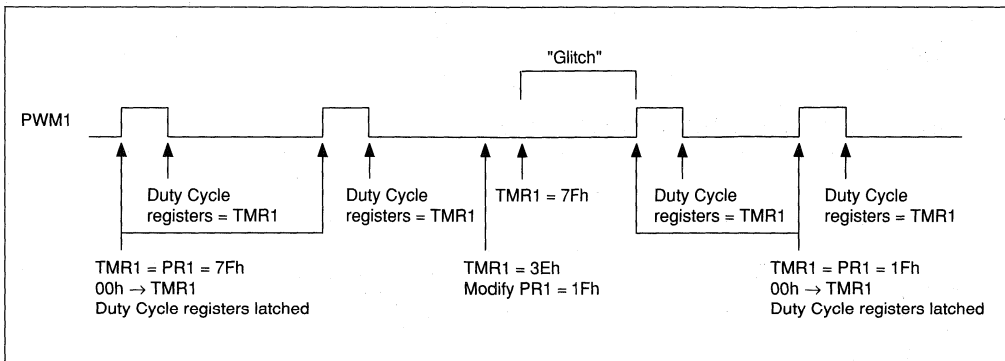 "Glitch"
PWM1
Duty Cycle
registers = TMR1
Duty Cycle
registers = TMR1
TMR1 = 7Fh
Duty Cycle
registers = TMR1
Duty Cycle
registers = TMR1
TMR1 = PR1 = 7Fh
00h → TMR1
Duty Cycle registers latched
TMR1 = 3Eh
Modify PR1 = 1Fh
TMR1 = PR1 = 1Fh
00h → TMR1
Duty Cycle registers latched